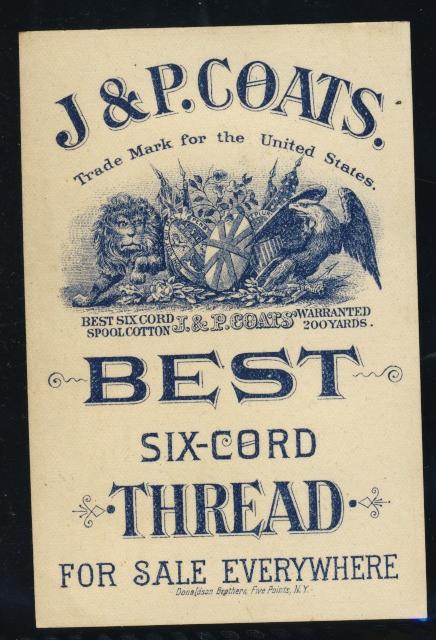 J & P. COATS.
Trade Mark for the United States.
BEST SIX CORD
SPOOL COTTON
J. & P. COATS
WARRANTED
200 YARDS.
BEST
SIX-CORD
THREAD
FOR SALE EVERYWHERE
Donaldson Brothers, Five Points, N.Y.